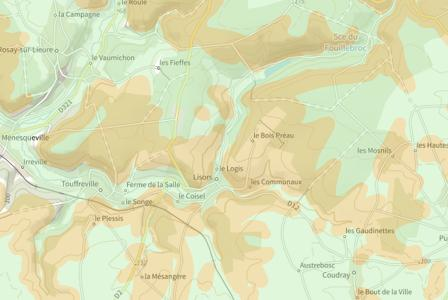 le Roule
la Campagne
Sce du
Fouillebroc
Rosay-sur-Lieure
le Vaumichon
les Fieffes
D321
Menesqueville
le Bois Préau
les Mosnils
les Hautes
Irreville
le Logis
Lisors
Touffreville
Ferme de la Salle
les Communaux
le Coisel
le Songe
D12
le Plessis
les Gaudinettes
Austrebosc
Coudray
la Mésangère
D2
le Bout de la Ville